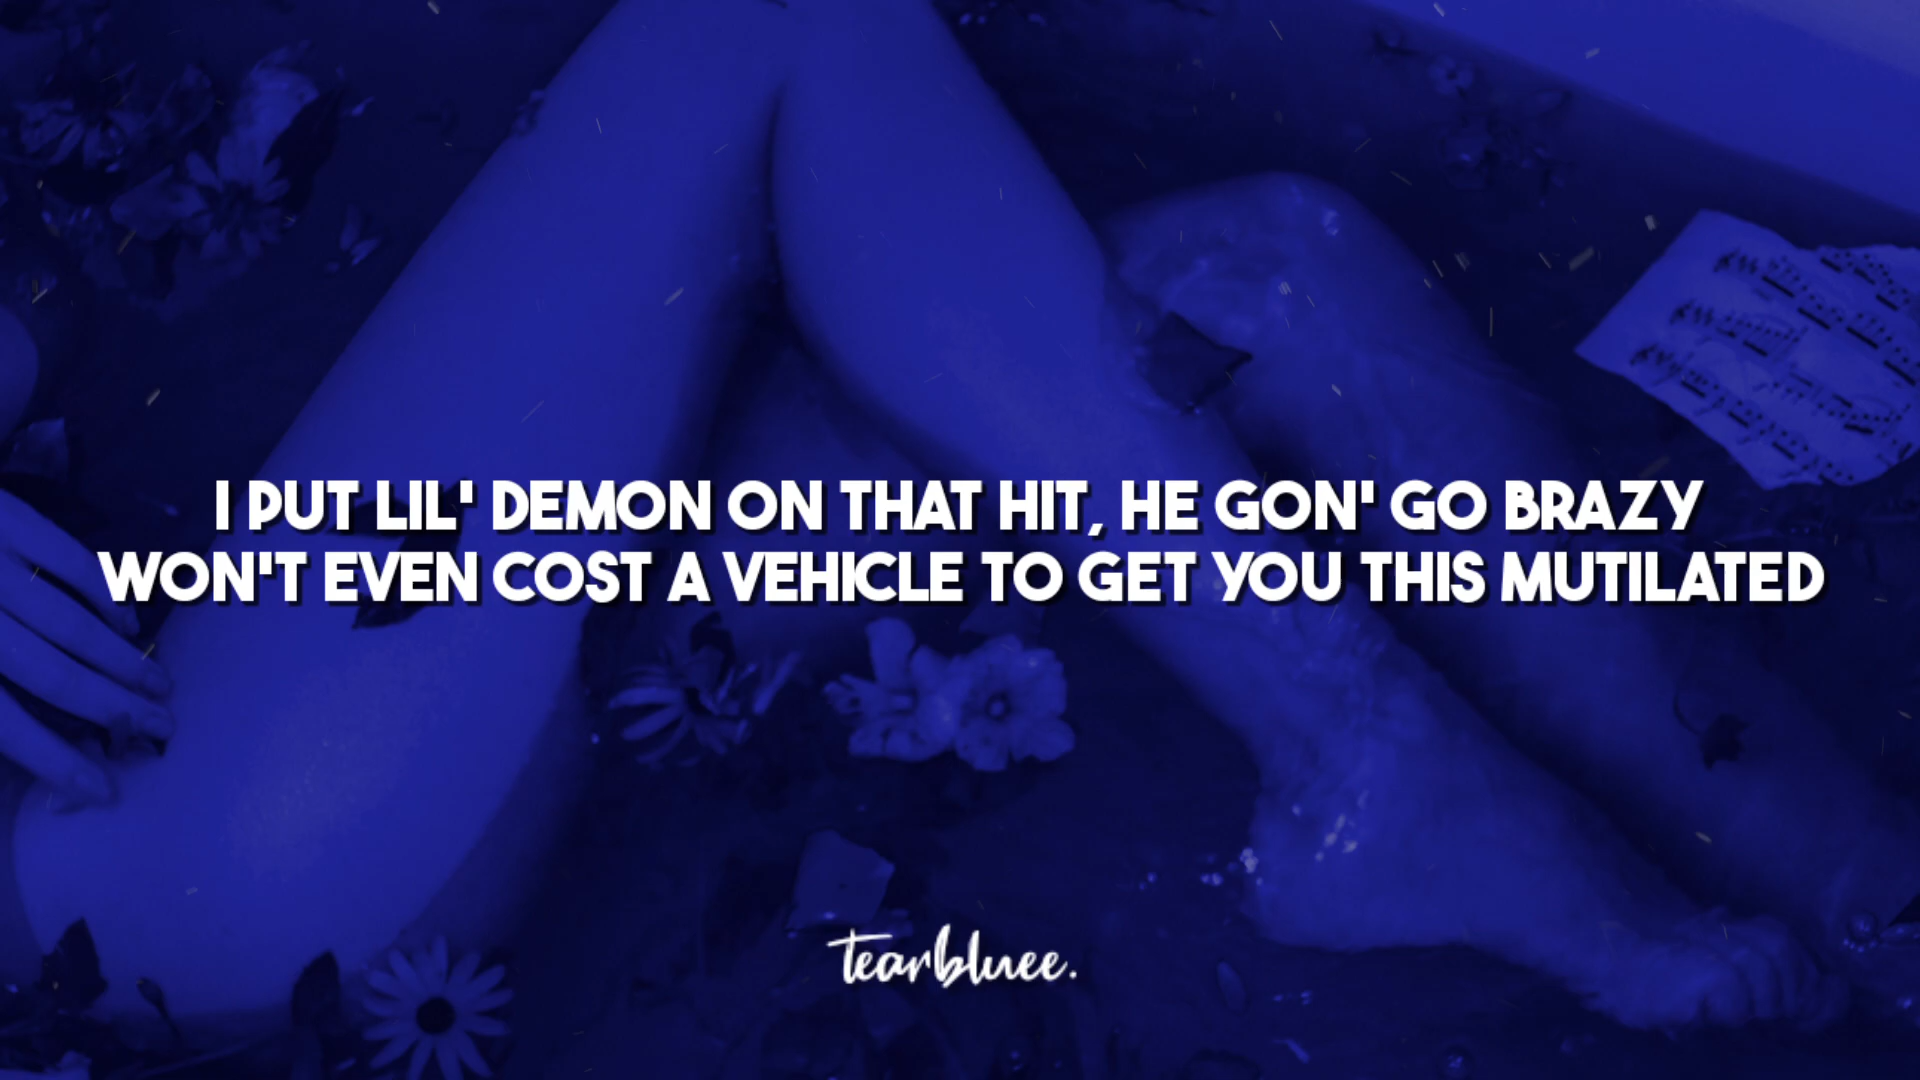 I PUT LIL' DEMON ON THAT HIT, HE GON' GO BRAZY
WON'T EVEN COST A VEHICLE TO GET YOU THIS MUTILATED
tearbluee.